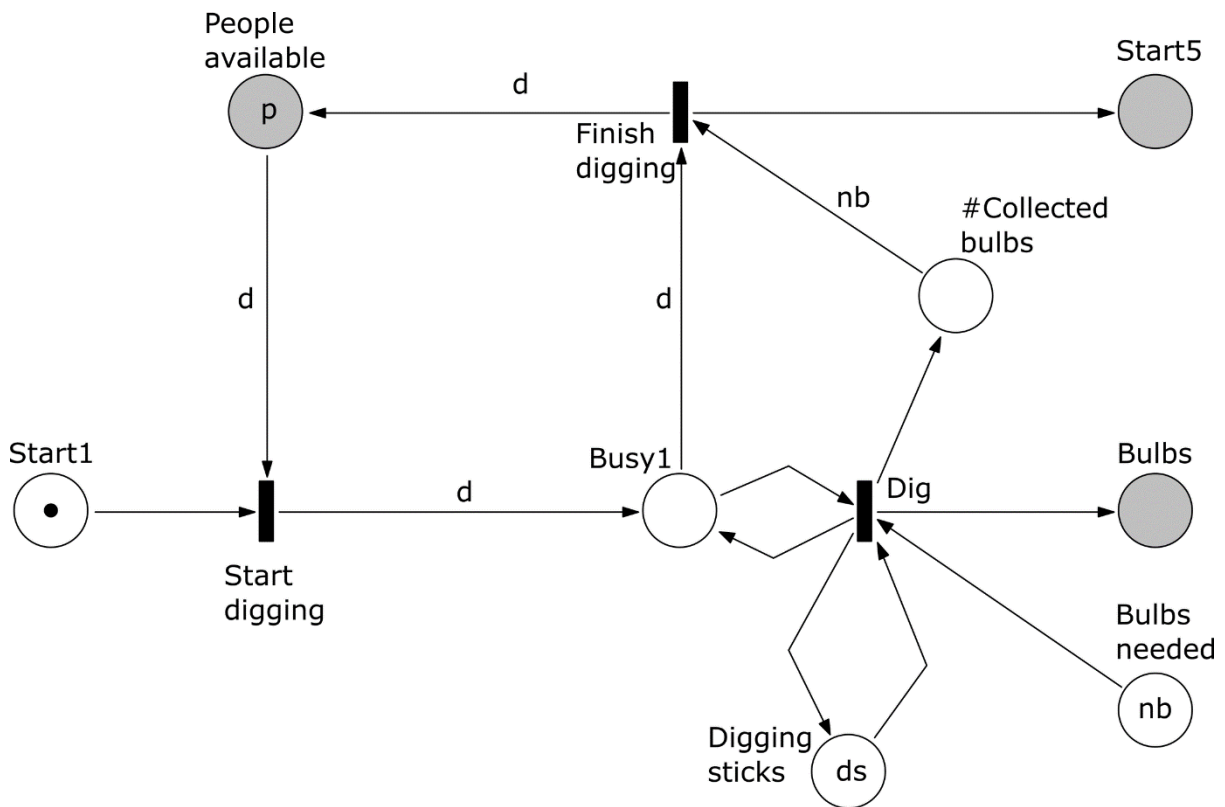 People
available
Start5
p
d
Finish
digging
nb
#Collected
bulbs
d
d
Start1
Busy1
Dig
Bulbs
d
Start
digging
Bulbs
needed
nb
Digging
sticks
ds